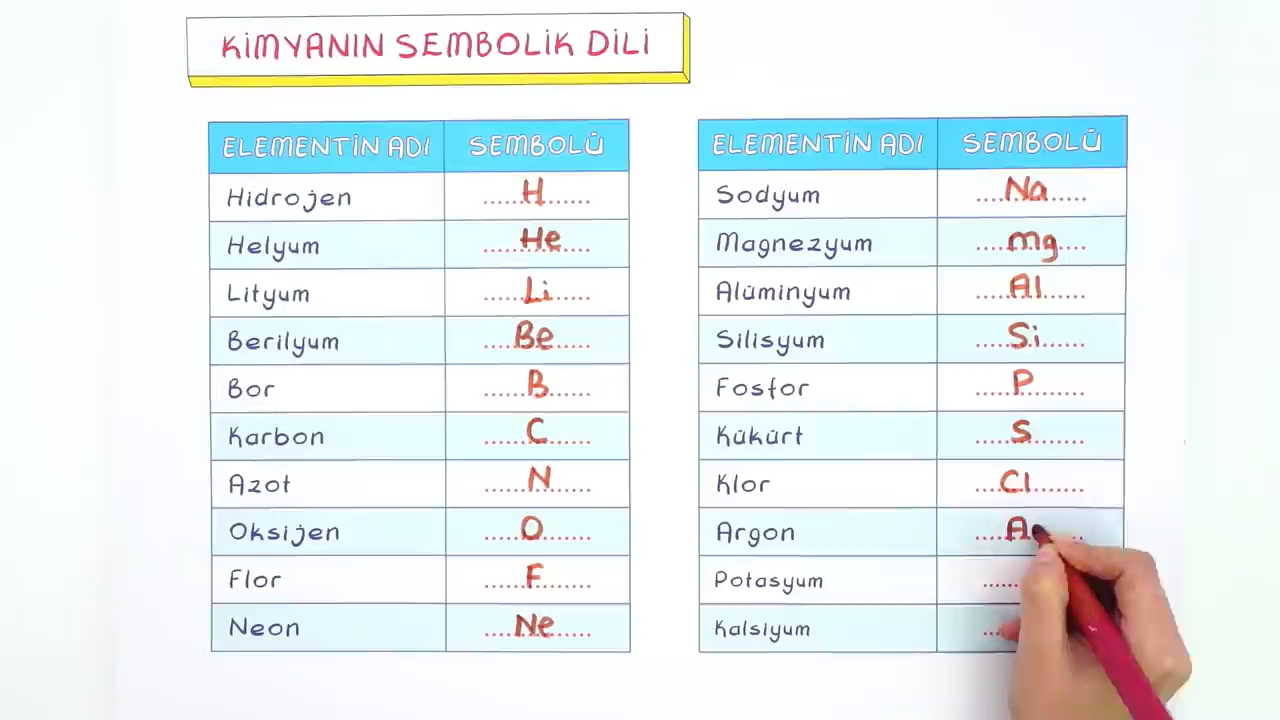 KİMYANIN SEMBOLİK DİLİ
ELEMENTİN ADI SEMBOLÜ
Hidrojen ......H.......
Helyum ......He.....
Lityum ......Li......
Berilyum .....Be.....
Bor ......B......
Karbon ......C......
Azot ......N......
Oksijen .....O.......
Flor ......F.......
Neon ....Ne.....
ELEMENTİN ADI SEMBOLÜ
Sodyum ....Na......
Magnezyum .....Mg....
Alüminyum .....Al......
Silisyum .....Si......
Fosfor .....P.........
Kükürt .....S........
Klor ....Cl........
Argon ....A
Potasyum ......
Kalsiyum ...